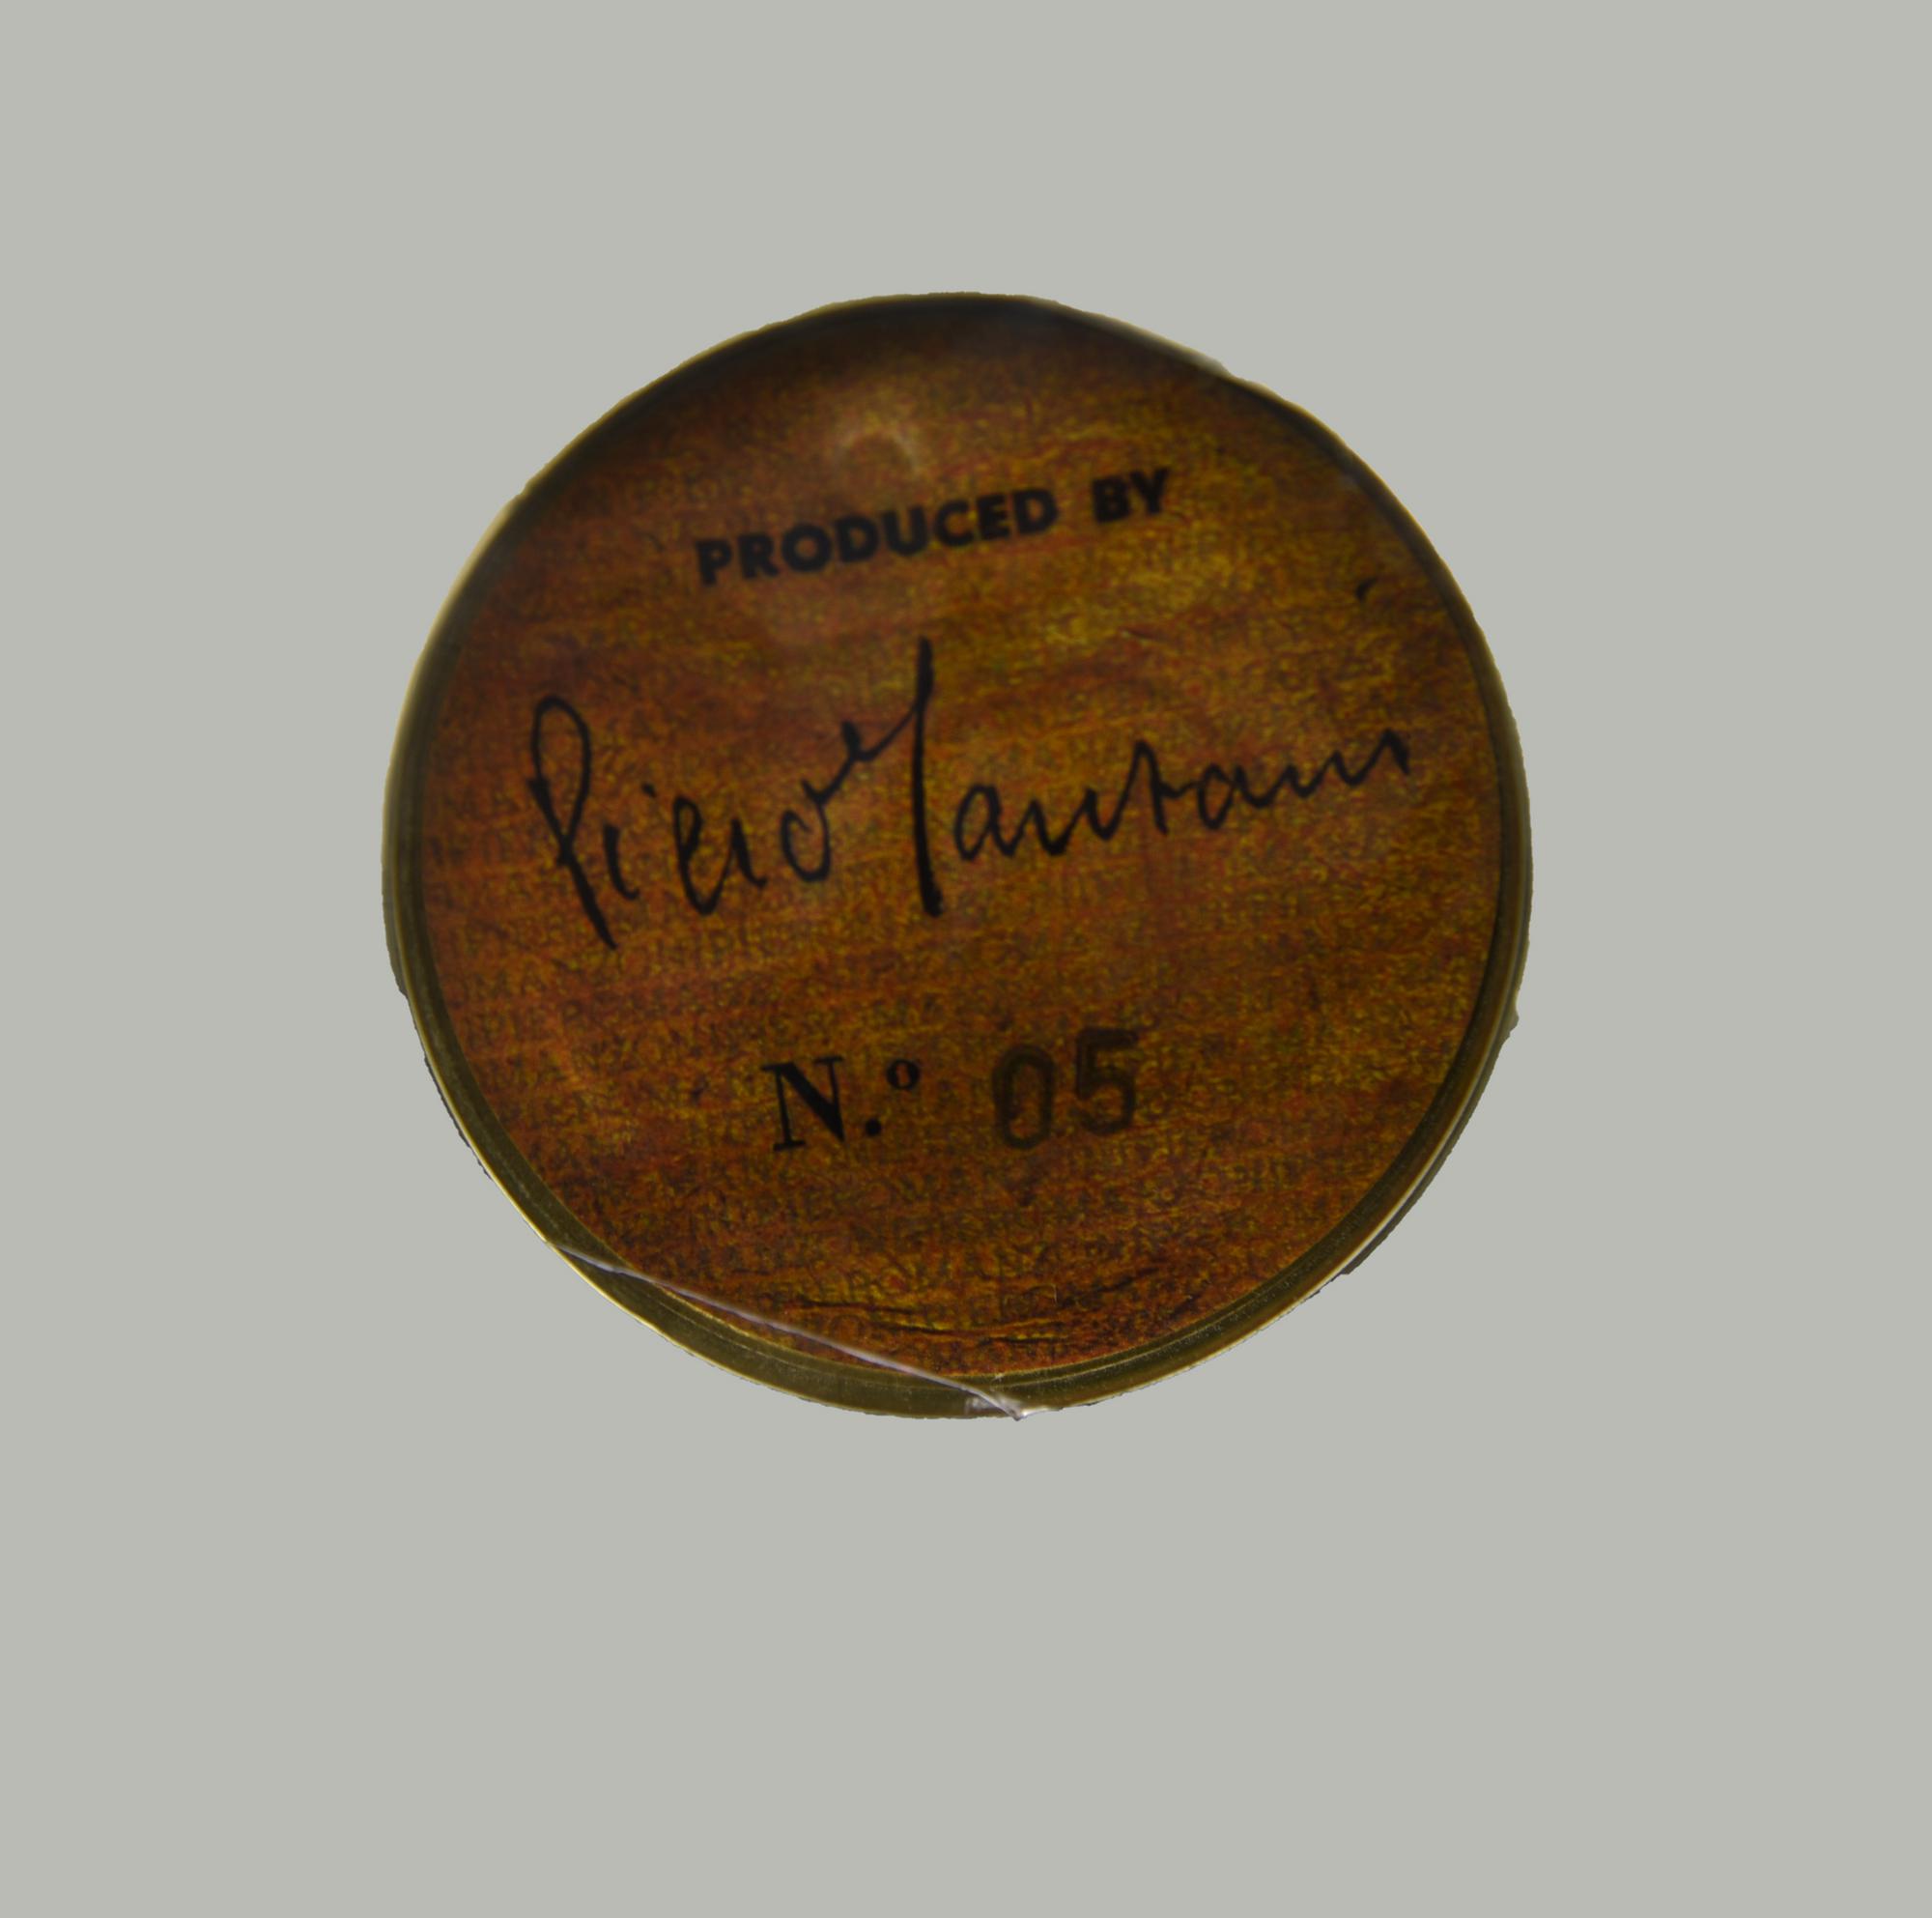 PRODUCED BY
Piero Manzoni
N.º 05